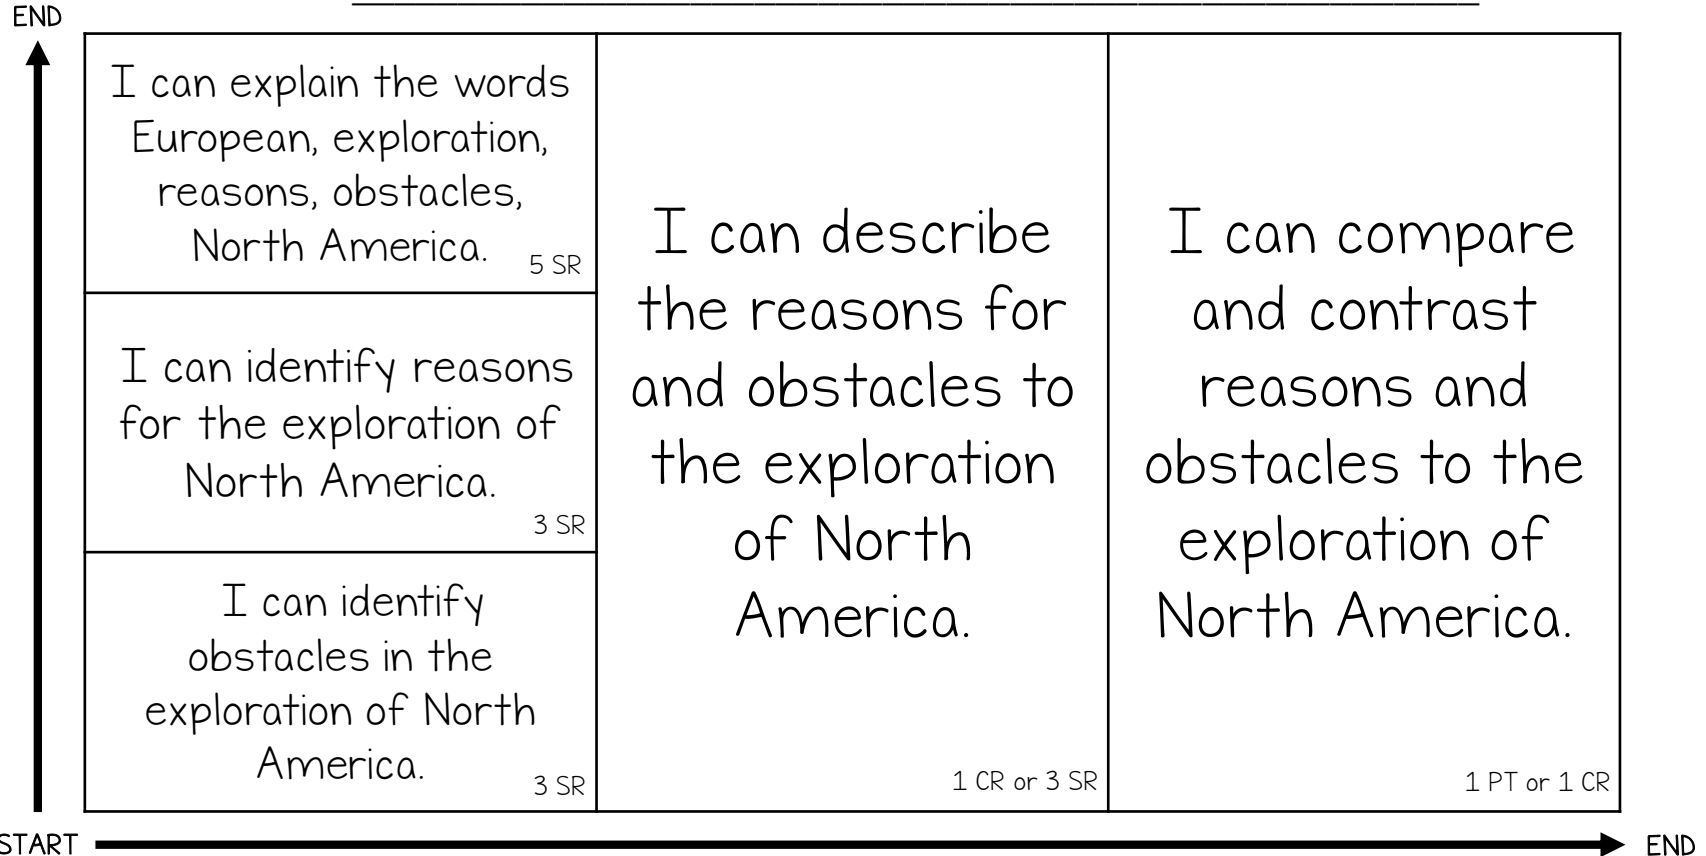 END
I can explain the words
European, exploration,
reasons, obstacles,
North America.
5 SR
I can identify reasons
for the exploration of
North America.
3 SR
I can identify
obstacles in the
exploration of North
America.
3 SR
I can describe
the reasons for
and obstacles to
the exploration
of North
America.
1 CR or 3 SR
I can compare
and contrast
reasons and
obstacles to the
exploration of
North America.
1 PT or 1 CR
START
END